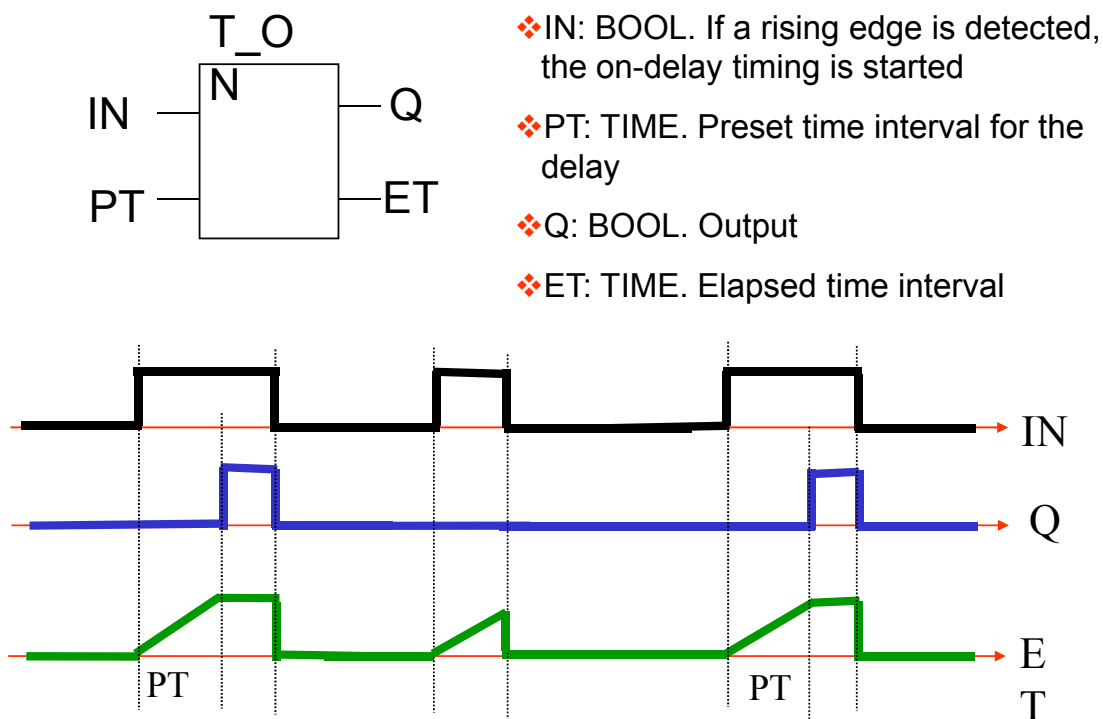 T_O
N
IN
Q
PT
ET
❖IN: BOOL. If a rising edge is detected,
the on-delay timing is started
❖PT: TIME. Preset time interval for the
delay
❖Q: BOOL. Output
❖ET: TIME. Elapsed time interval
IN
Q
E
T
PT
PT